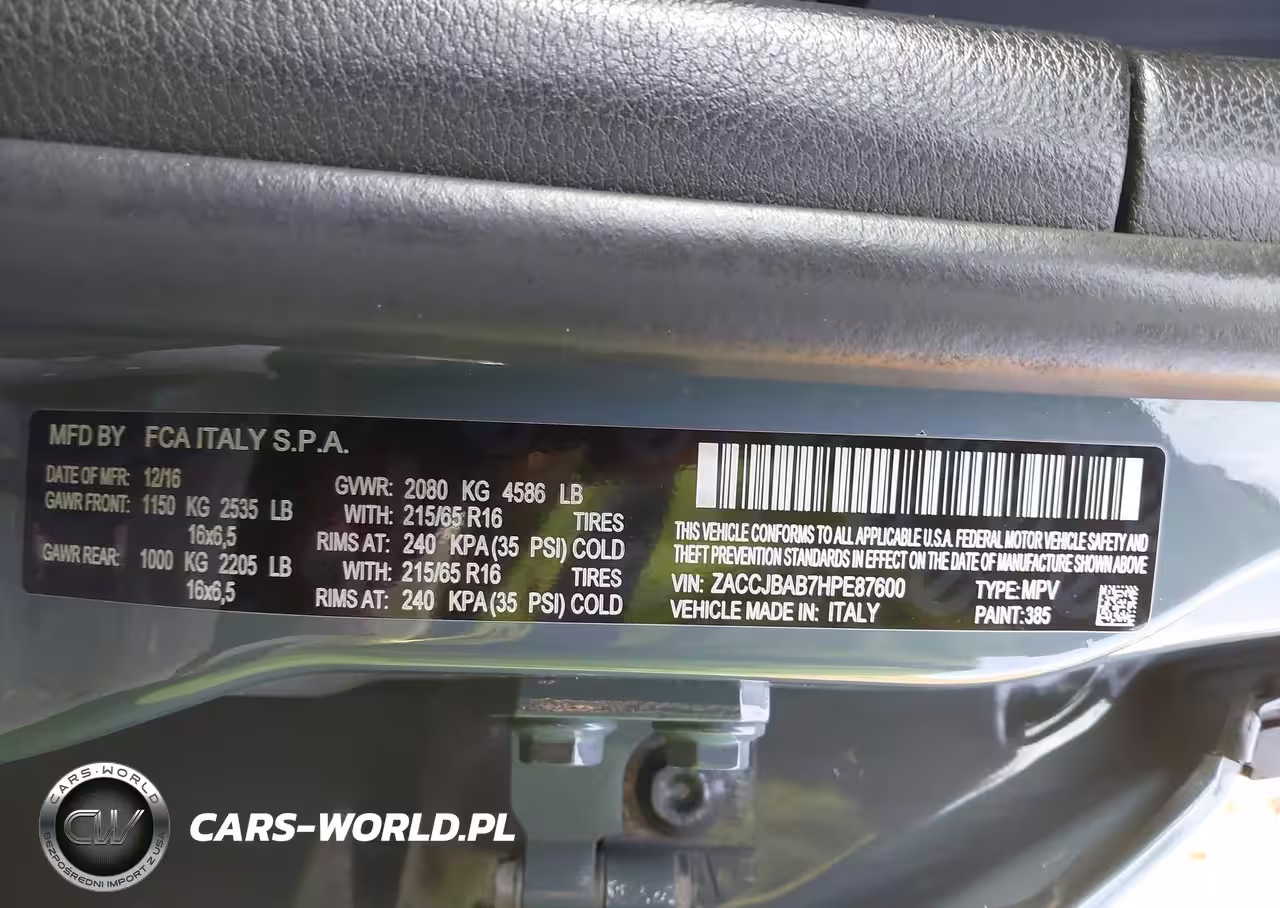 MFD BY FCA ITALY S.P.A.
DATE OF MFR: 12/16
GAWR FRONT: 1150 KG 2535 LB
16x6,5
GAWR REAR: 1000 KG 2205 LB
16x6,5
GVWR: 2080 KG 4586 LB
WITH: 215/65 R16 TIRES
RIMS AT: 240 KPA(35 PSI) COLD
WITH: 215/65 R16 TIRES
RIMS AT: 240 KPA(35 PSI) COLD
THIS VEHICLE CONFORMS TO ALL APPLICABLE U.S.A. FEDERAL MOTOR VEHICLE SAFETY AND
THEFT PREVENTION STANDARDS IN EFFECT ON THE DATE OF MANUFACTURE SHOWN ABOVE
VIN: ZACCJBAB7HPE87600 TYPE:MPV
VEHICLE MADE IN: ITALY PAINT:385
CARS-WORLD
CW
BEZPOŚREDNI IMPORT Z USA
CARS-WORLD.PL